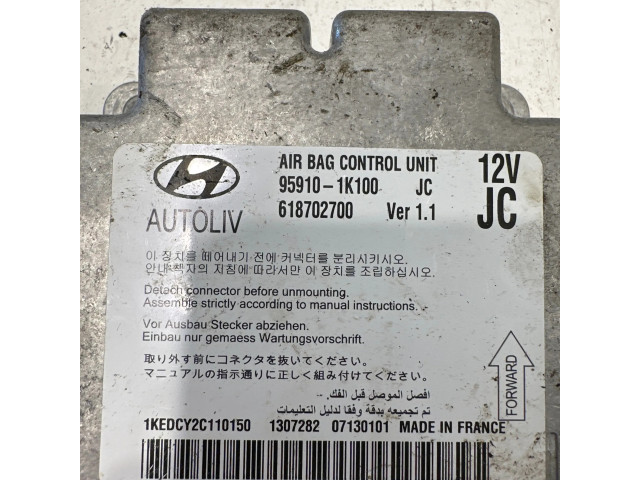 AIR BAG CONTROL UNIT 12V
95910-1K100 JC JC
AUTOLIV 618702700 Ver 1.1
이 장치를 떼어내기 전에 커넥터를 분리시키시오.
안내 책자의 지침에 따라서만 이 장치를 조립하십시오.
Detach connector before unmounting.
Assemble strictly according to manual instructions.
Vor Ausbau Stecker abziehen.
Einbau nur gemaess Wartungsvorschrift.
取り外す前にコネクタを抜いてください。
マニュアルの指示通りに正しく組み付けてください。
افصل الموصل قبل الفك.
تم تجميعه بدقة وفقا لدليل التعليمات
FORWARD
1KEDCY2C110150 1307282 07130101 MADE IN FRANCE